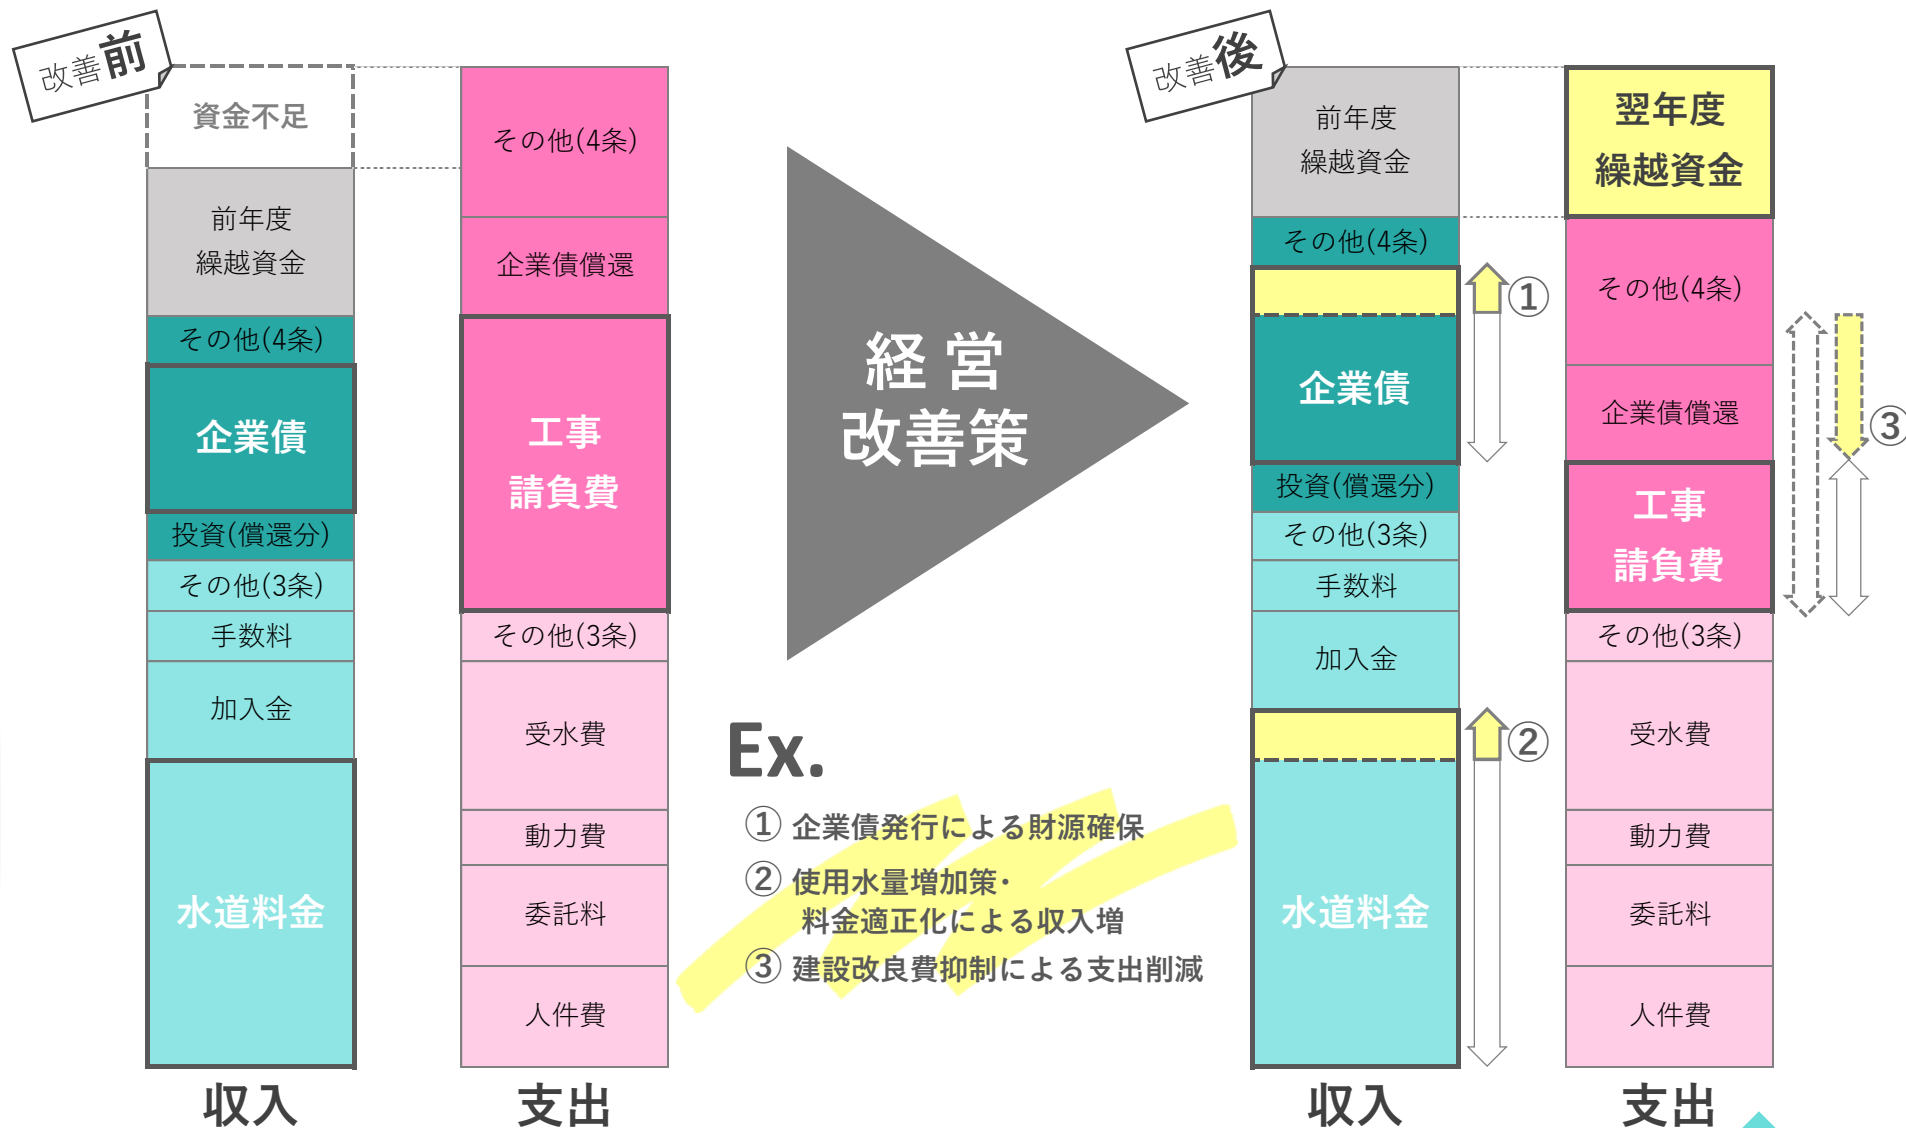 改善前
資金不足
前年度
繰越資金
その他(4条)
企業債
投資(償還分)
その他(3条)
手数料
加入金
水道料金
収入
その他(4条)
企業債償還
工事
請負費
その他(3条)
受水費
動力費
委託料
人件費
支出
経営
改善策
Ex.
① 企業債発行による財源確保
② 使用水量増加策・
料金適正化による収入増
③ 建設改良費抑制による支出削減
改善後
前年度
繰越資金
その他(4条)
①
企業債
投資(償還分)
その他(3条)
手数料
加入金
②
水道料金
収入
翌年度
繰越資金
その他(4条)
企業債償還
③
工事
請負費
その他(3条)
受水費
動力費
委託料
人件費
支出